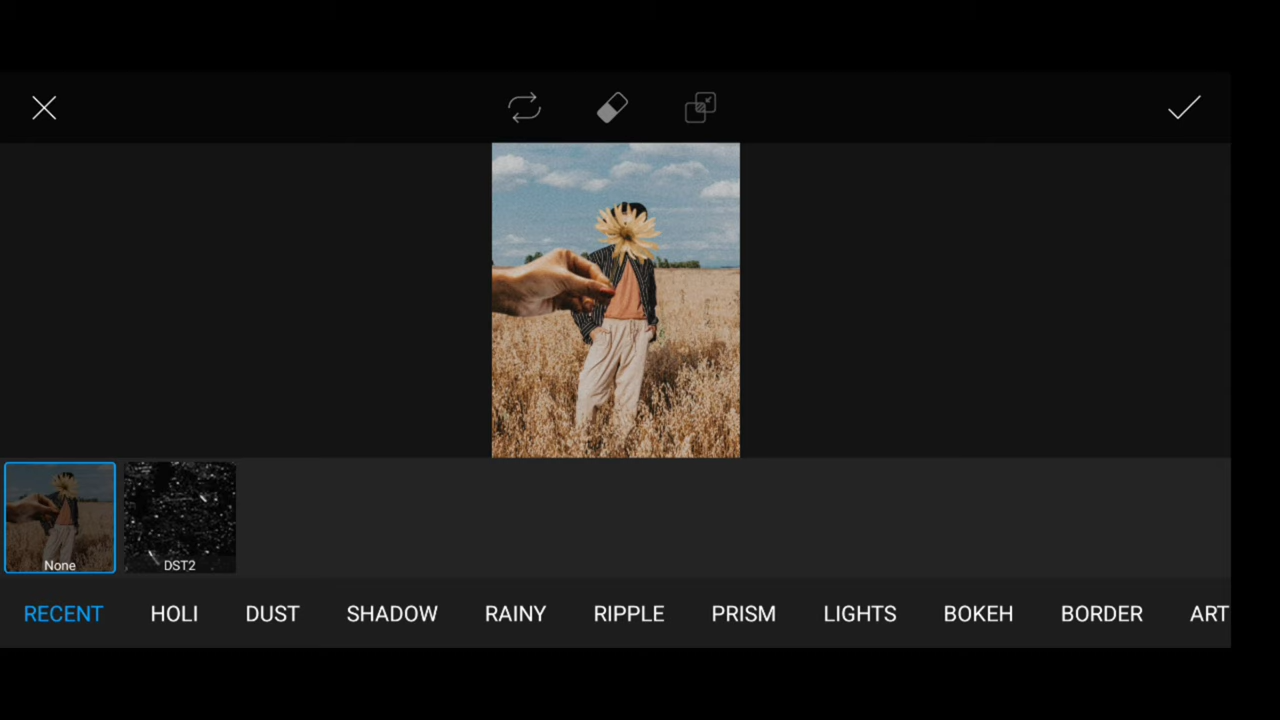 None
DST2
RECENT HOLI DUST SHADOW RAINY RIPPLE PRISM LIGHTS BOKEH BORDER ART